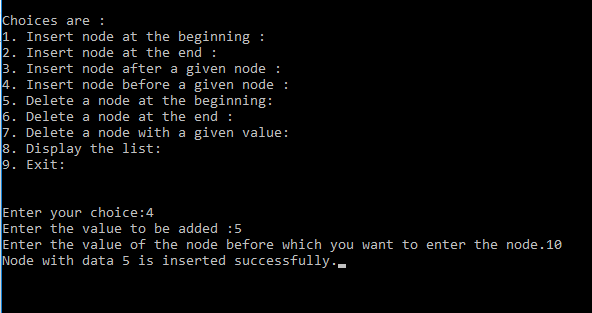 Choices are :
1. Insert node at the beginning :
2. Insert node at the end :
3. Insert node after a given node :
4. Insert node before a given node :
5. Delete a node at the beginning:
6. Delete a node at the end :
7. Delete a node with a given value:
8. Display the list:
9. Exit:
Enter your choice:4
Enter the value to be added :5
Enter the value of the node before which you want to enter the node.10
Node with data 5 is inserted successfully.